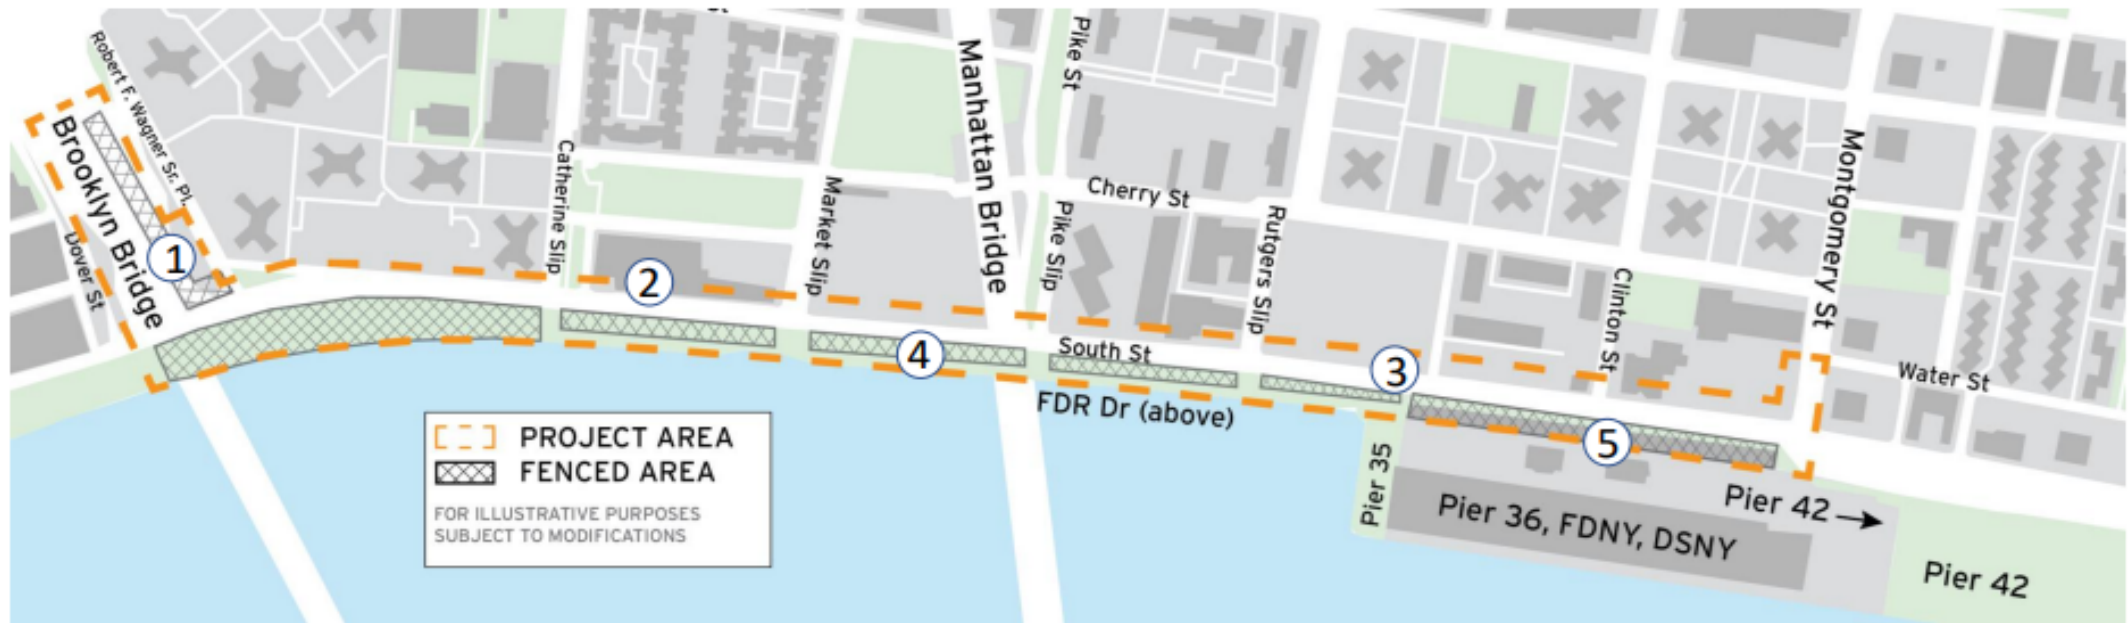 Robert F. Wagner Sr. Pl.
Brooklyn Bridge
Dover St
1
Catherine Slip
2
Market Slip
Manhattan Bridge
4
Pike St
Pike Slip
Cherry St
South St
FDR Dr (above)
Rutgers Slip
3
Clinton St
5
Montgomery St
Water St
Pier 35
Pier 36, FDNY, DSNY
Pier 42
Pier 42
PROJECT AREA
FENCED AREA
FOR ILLUSTRATIVE PURPOSES
SUBJECT TO MODIFICATIONS